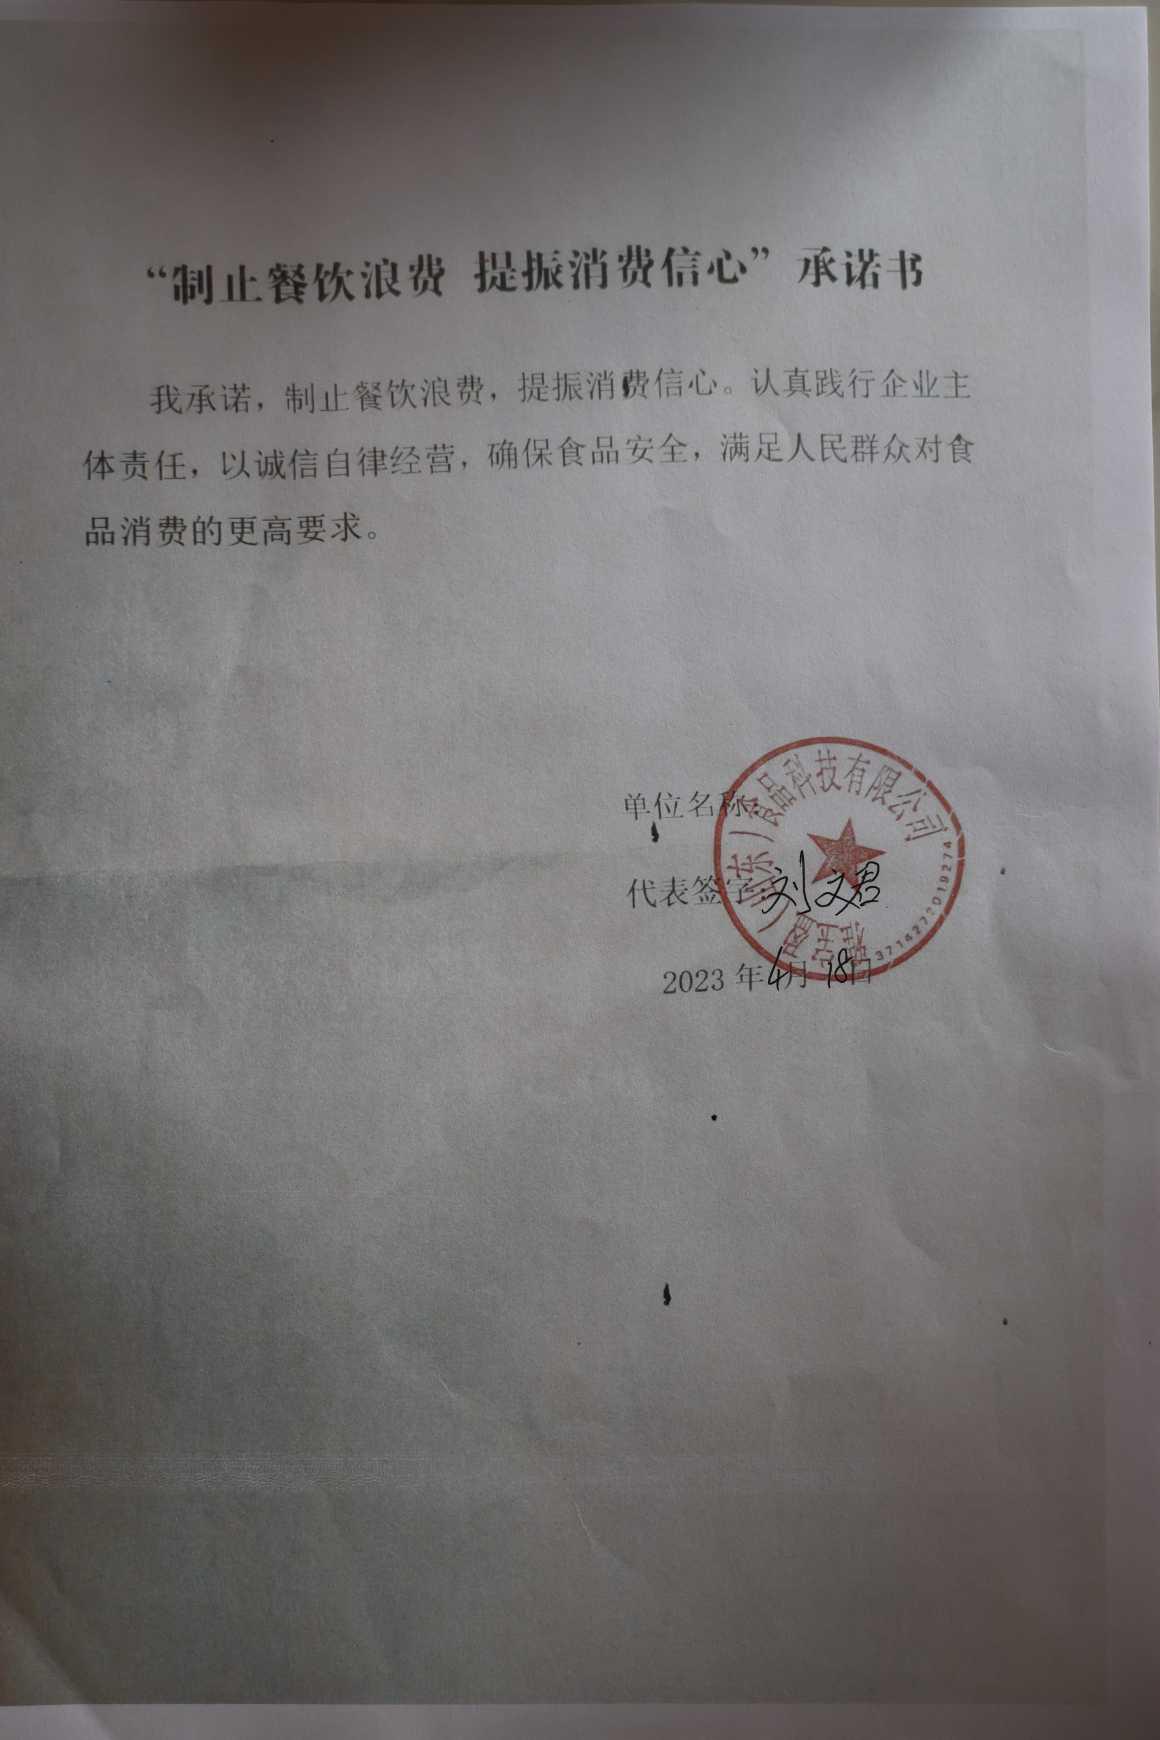 “制止餐饮浪费 提振消费信心”承诺书
我承诺，制止餐饮浪费，提振消费信心。认真践行企业主
体责任，以诚信自律经营，确保食品安全，满足人民群众对食
品消费的更高要求。
单位名称：
（山东）食品科技有限公司
3714272019274
代表签字：刘文君
2023 年4月 18日